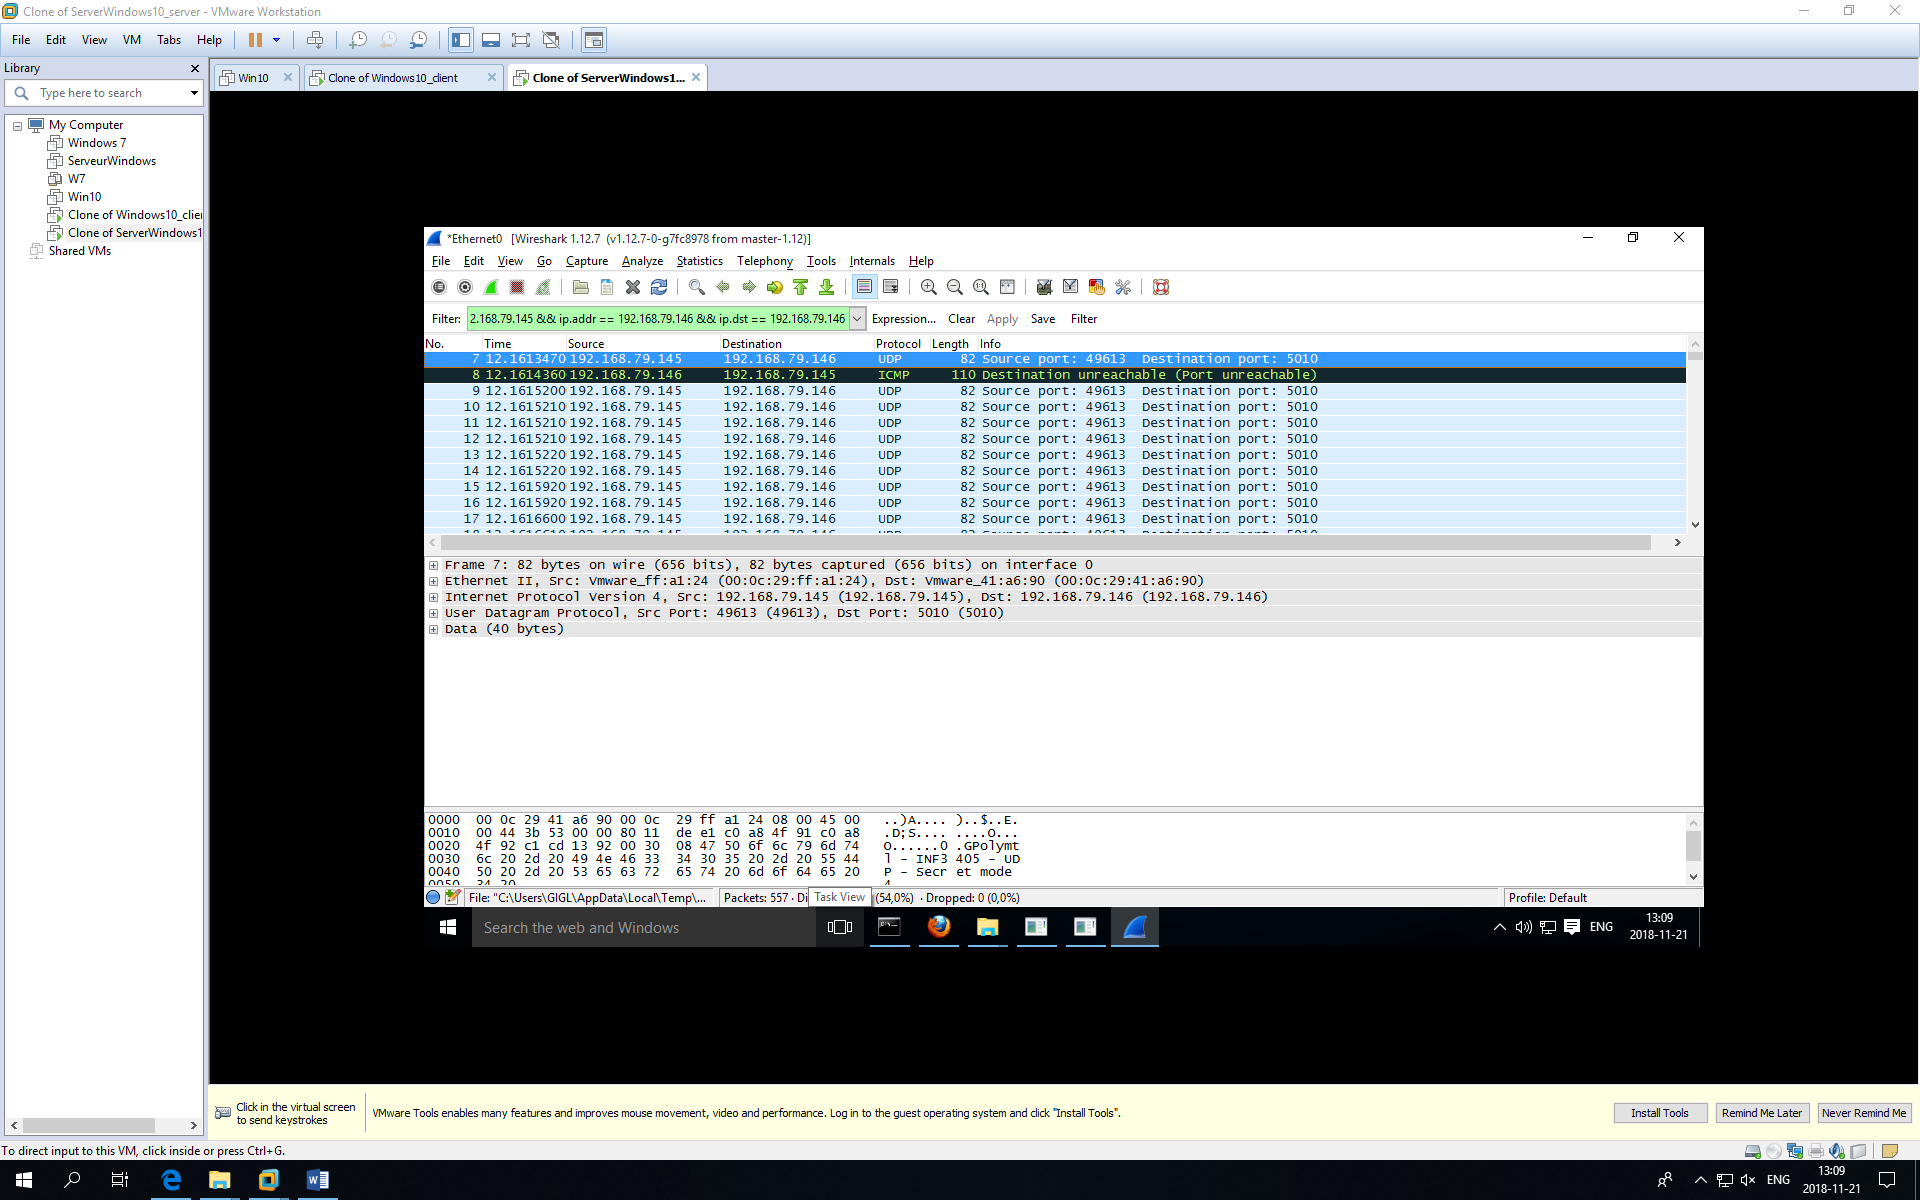 Clone of ServerWindows10_server - VMware Workstation
File Edit View VM Tabs Help
Library
Type here to search
My Computer
Windows 7
ServeurWindows
W7
Win10
Clone of Windows10_clie
Clone of ServerWindows1
Shared VMs
Win10
Clone of Windows10_client
Clone of ServerWindows1...
*Ethernet0 [Wireshark 1.12.7 (v1.12.7-0-g7fc8978 from master-1.12)]
File Edit View Go Capture Analyze Statistics Telephony Tools Internals Help
Filter: 2.168.79.145 && ip.addr == 192.168.79.146 && ip.dst == 192.168.79.146 Expression... Clear Apply Save Filter
No. Time Source Destination Protocol Length Info
7 12.1613470 192.168.79.145 192.168.79.146 UDP 82 Source port: 49613 Destination port: 5010
8 12.1614360 192.168.79.146 192.168.79.145 ICMP 110 Destination unreachable (Port unreachable)
9 12.1615200 192.168.79.145 192.168.79.146 UDP 82 Source port: 49613 Destination port: 5010
10 12.1615210 192.168.79.145 192.168.79.146 UDP 82 Source port: 49613 Destination port: 5010
11 12.1615210 192.168.79.145 192.168.79.146 UDP 82 Source port: 49613 Destination port: 5010
12 12.1615210 192.168.79.145 192.168.79.146 UDP 82 Source port: 49613 Destination port: 5010
13 12.1615220 192.168.79.145 192.168.79.146 UDP 82 Source port: 49613 Destination port: 5010
14 12.1615220 192.168.79.145 192.168.79.146 UDP 82 Source port: 49613 Destination port: 5010
15 12.1615920 192.168.79.145 192.168.79.146 UDP 82 Source port: 49613 Destination port: 5010
16 12.1615920 192.168.79.145 192.168.79.146 UDP 82 Source port: 49613 Destination port: 5010
17 12.1616600 192.168.79.145 192.168.79.146 UDP 82 Source port: 49613 Destination port: 5010
Frame 7: 82 bytes on wire (656 bits), 82 bytes captured (656 bits) on interface 0
Ethernet II, Src: Vmware_ff:a1:24 (00:0c:29:ff:a1:24), Dst: Vmware_41:a6:90 (00:0c:29:41:a6:90)
Internet Protocol Version 4, Src: 192.168.79.145 (192.168.79.145), Dst: 192.168.79.146 (192.168.79.146)
User Datagram Protocol, Src Port: 49613 (49613), Dst Port: 5010 (5010)
Data (40 bytes)
0000 00 0c 29 41 a6 90 00 0c 29 ff a1 24 08 00 45 00 ..)A.... )..$..E.
0010 00 44 3b 53 00 00 80 11 de e1 c0 a8 4f 91 c0 a8 .D;S.... ....O...
0020 4f 92 c1 cd 13 92 00 30 08 47 50 6f 6c 79 6d 74 O......0 .GPolymt
0030 6c 20 2d 20 49 4e 46 33 34 30 35 20 2d 20 55 44 l - INF3 405 - UD
0040 50 20 2d 20 53 65 63 72 65 74 20 6d 6f 64 65 20 P - Secr et mode
File: "C:\Users\GIGL\AppData\Local\Temp\... Packets: 557 · Di Task View (54,0%) · Dropped: 0 (0,0%) Profile: Default
Search the web and Windows
ENG
13:09
2018-11-21
Click in the virtual screen
to send keystrokes
VMware Tools enables many features and improves mouse movement, video and performance. Log in to the guest operating system and click "Install Tools".
Install Tools
Remind Me Later
Never Remind Me
To direct input to this VM, click inside or press Ctrl+G.
ENG
13:09
2018-11-21